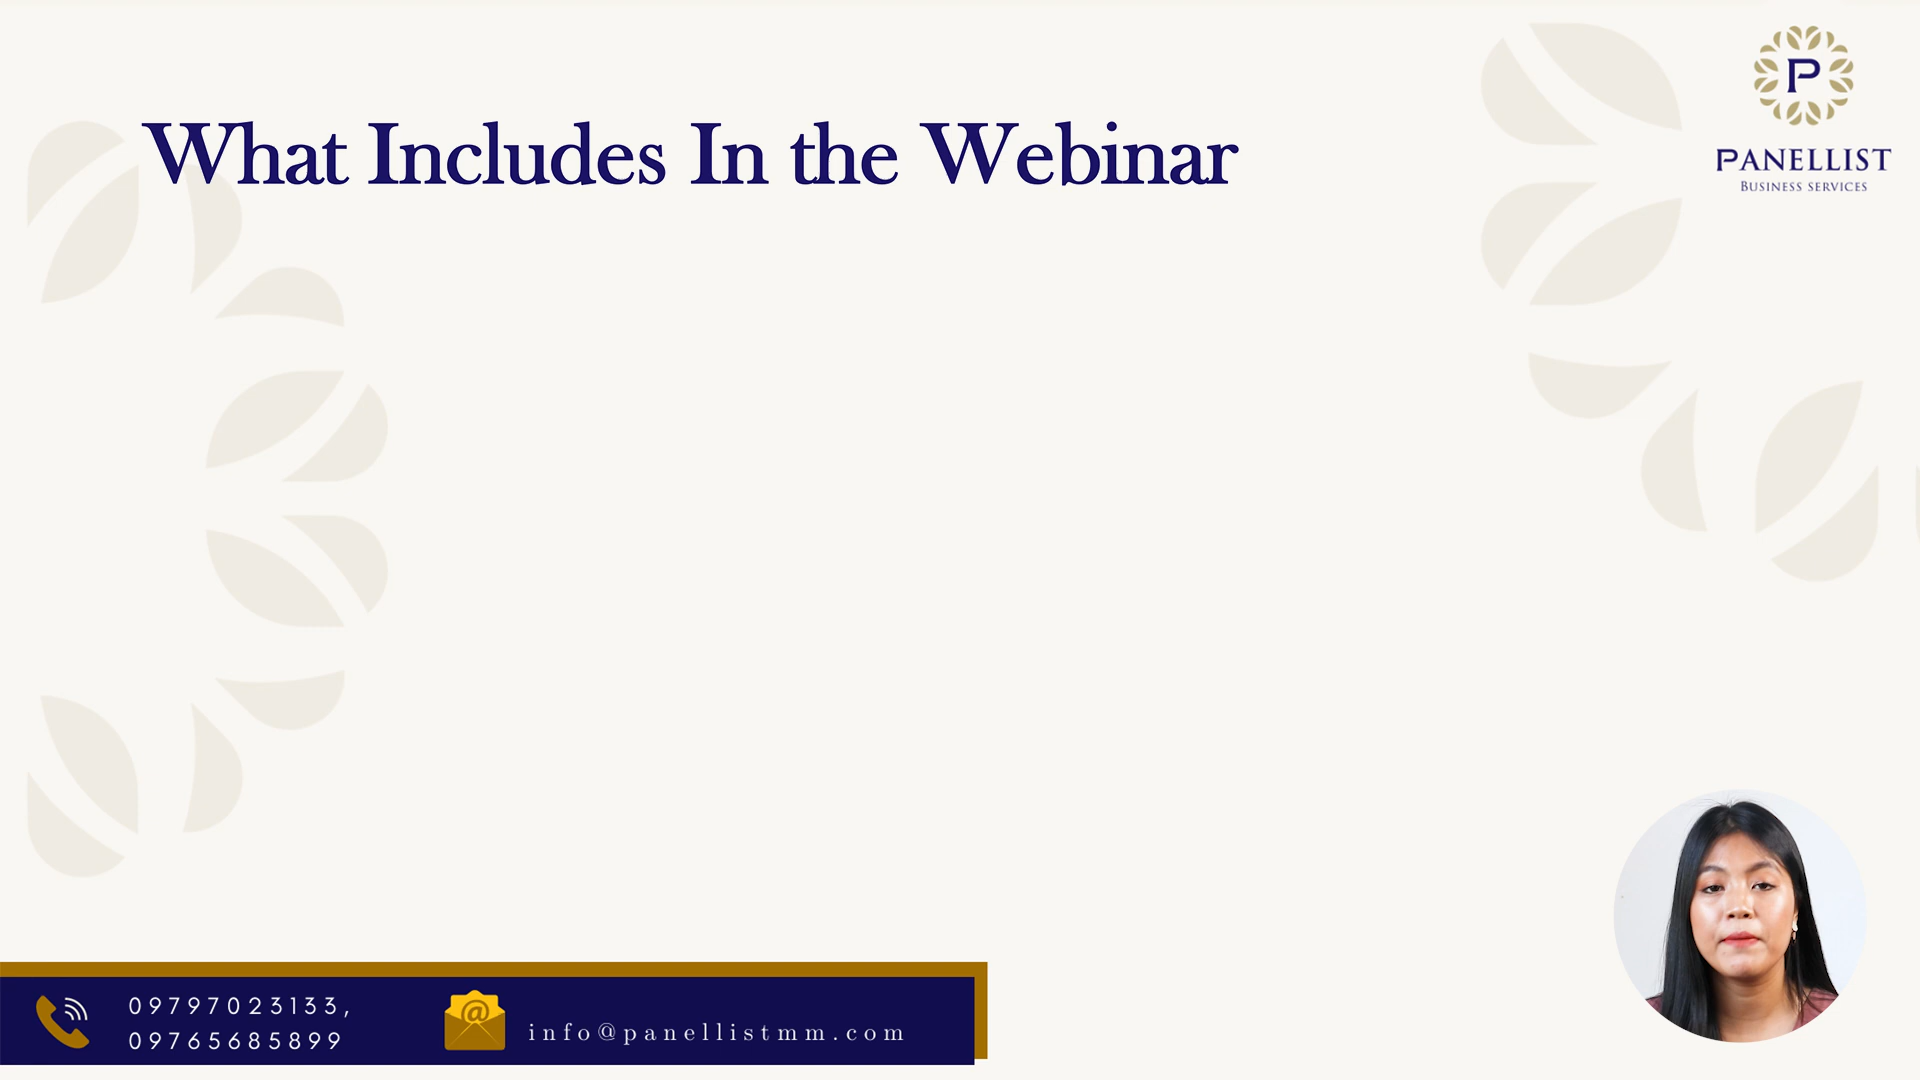 What Includes In the Webinar
P
PANELLIST
BUSINESS SERVICES
09797023133,
09765685899
@
info@panellistmm.com